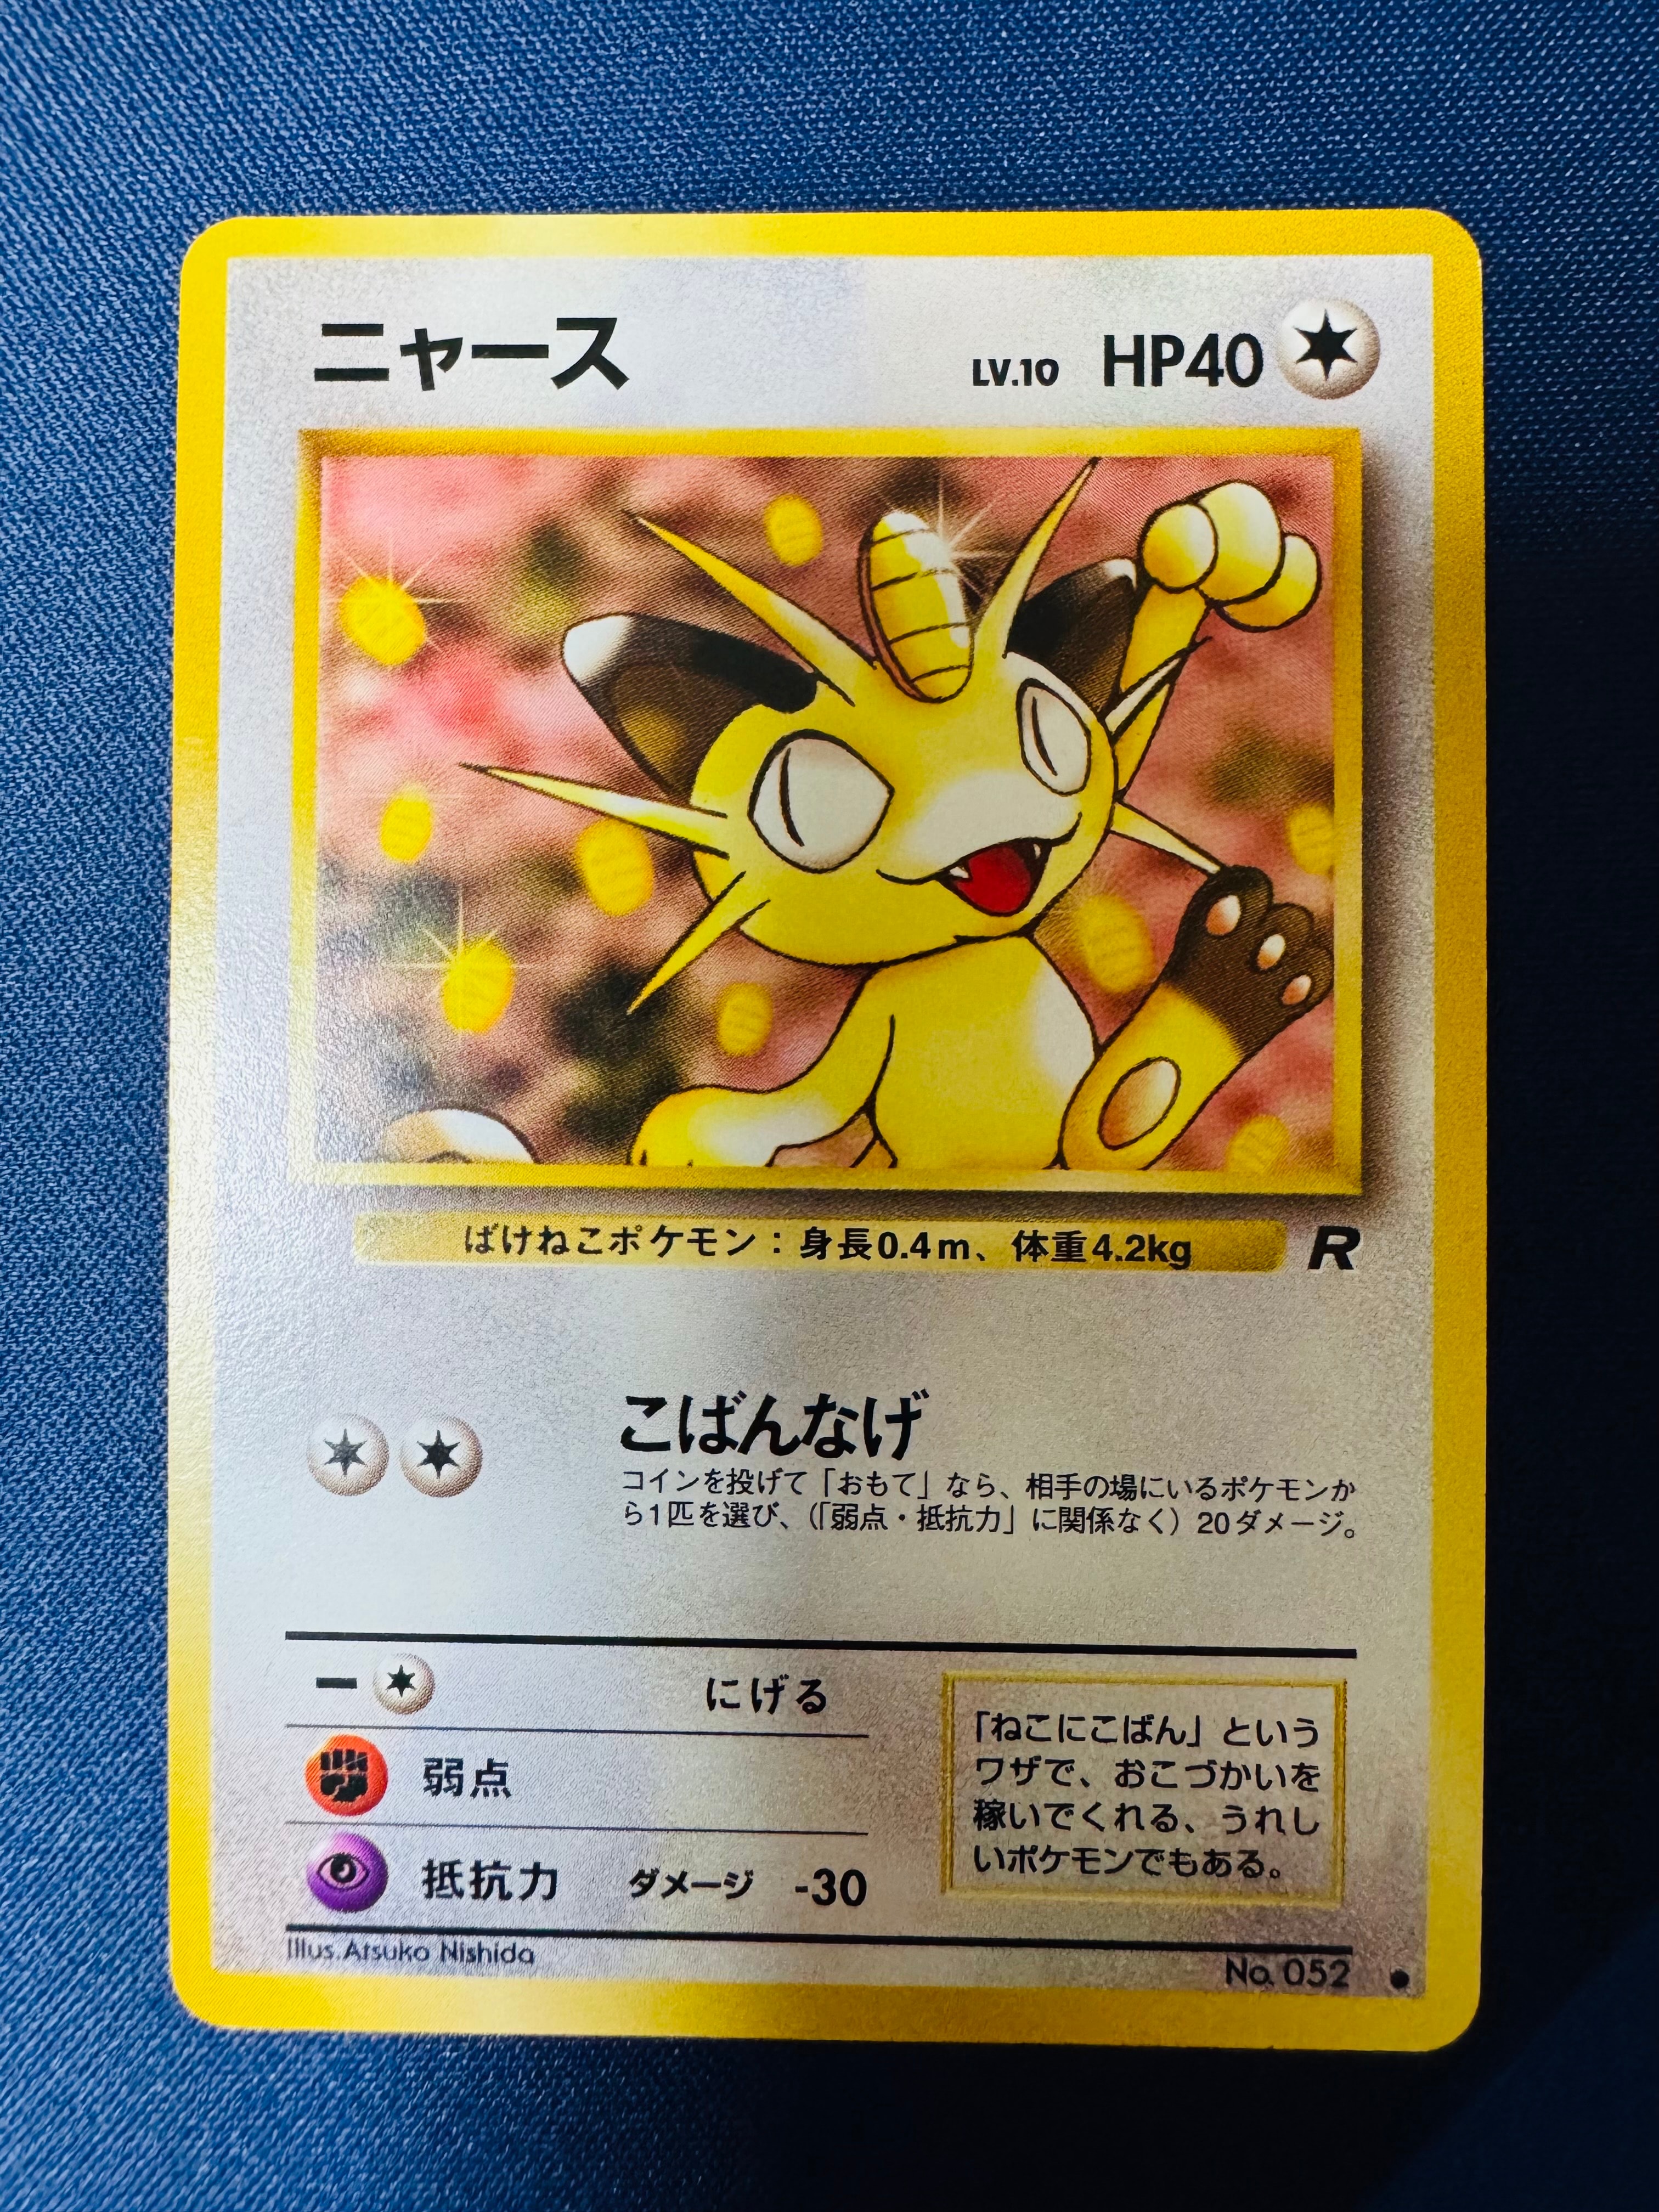 ニャース LV.10 HP40
ばけねこポケモン：身長0.4m、体重4.2kg R
こばんなげ
コインを投げて「おもて」なら、相手の場にいるポケモンか
ら1匹を選び、（「弱点・抵抗力」に関係なく）20ダメージ。
ー にげる
弱点
抵抗力 ダメージ -30
「ねこにこばん」という
ワザで、おこづかいを
稼いでくれる、うれし
いポケモンでもある。
Illus. Atsuko Nishida
No. 052 ●